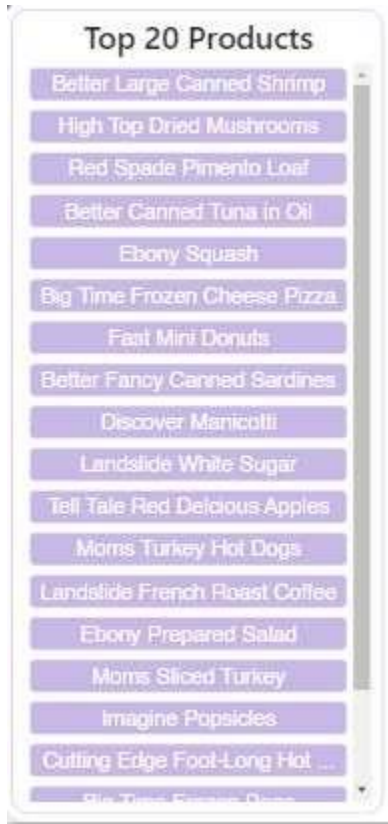 Top 20 Products
Better Large Canned Shrimp
High Top Dried Mushrooms
Red Spade Pimento Loaf
Better Canned Tuna in Oil
Ebony Squash
Big Time Frozen Cheese Pizza
Fast Mini Donuts
Better Fancy Canned Sardines
Discover Manicotti
Landslide White Sugar
Tell Tale Red Delcious Apples
Moms Turkey Hot Dogs
Landslide French Roast Coffee
Ebony Prepared Salad
Moms Sliced Turkey
Imagine Popsicles
Cutting Edge Foot-Long Hot ...
Big Time Frozen